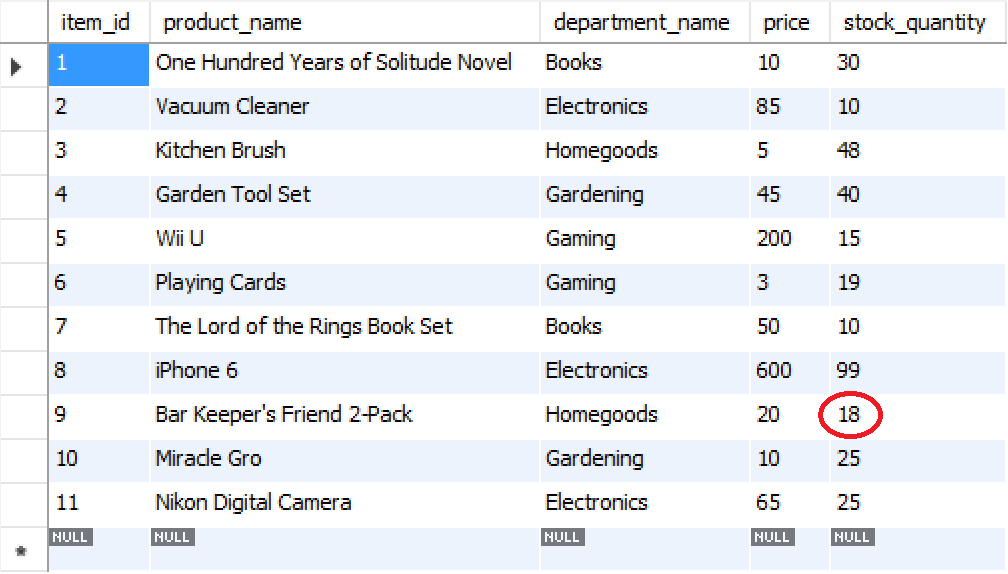 item_id product_name department_name price stock_quantity
1 One Hundred Years of Solitude Novel Books 10 30
2 Vacuum Cleaner Electronics 85 10
3 Kitchen Brush Homegoods 5 48
4 Garden Tool Set Gardening 45 40
5 Wii U Gaming 200 15
6 Playing Cards Gaming 3 19
7 The Lord of the Rings Book Set Books 50 10
8 iPhone 6 Electronics 600 99
9 Bar Keeper's Friend 2-Pack Homegoods 20 18
10 Miracle Gro Gardening 10 25
11 Nikon Digital Camera Electronics 65 25
NULL NULL NULL NULL NULL